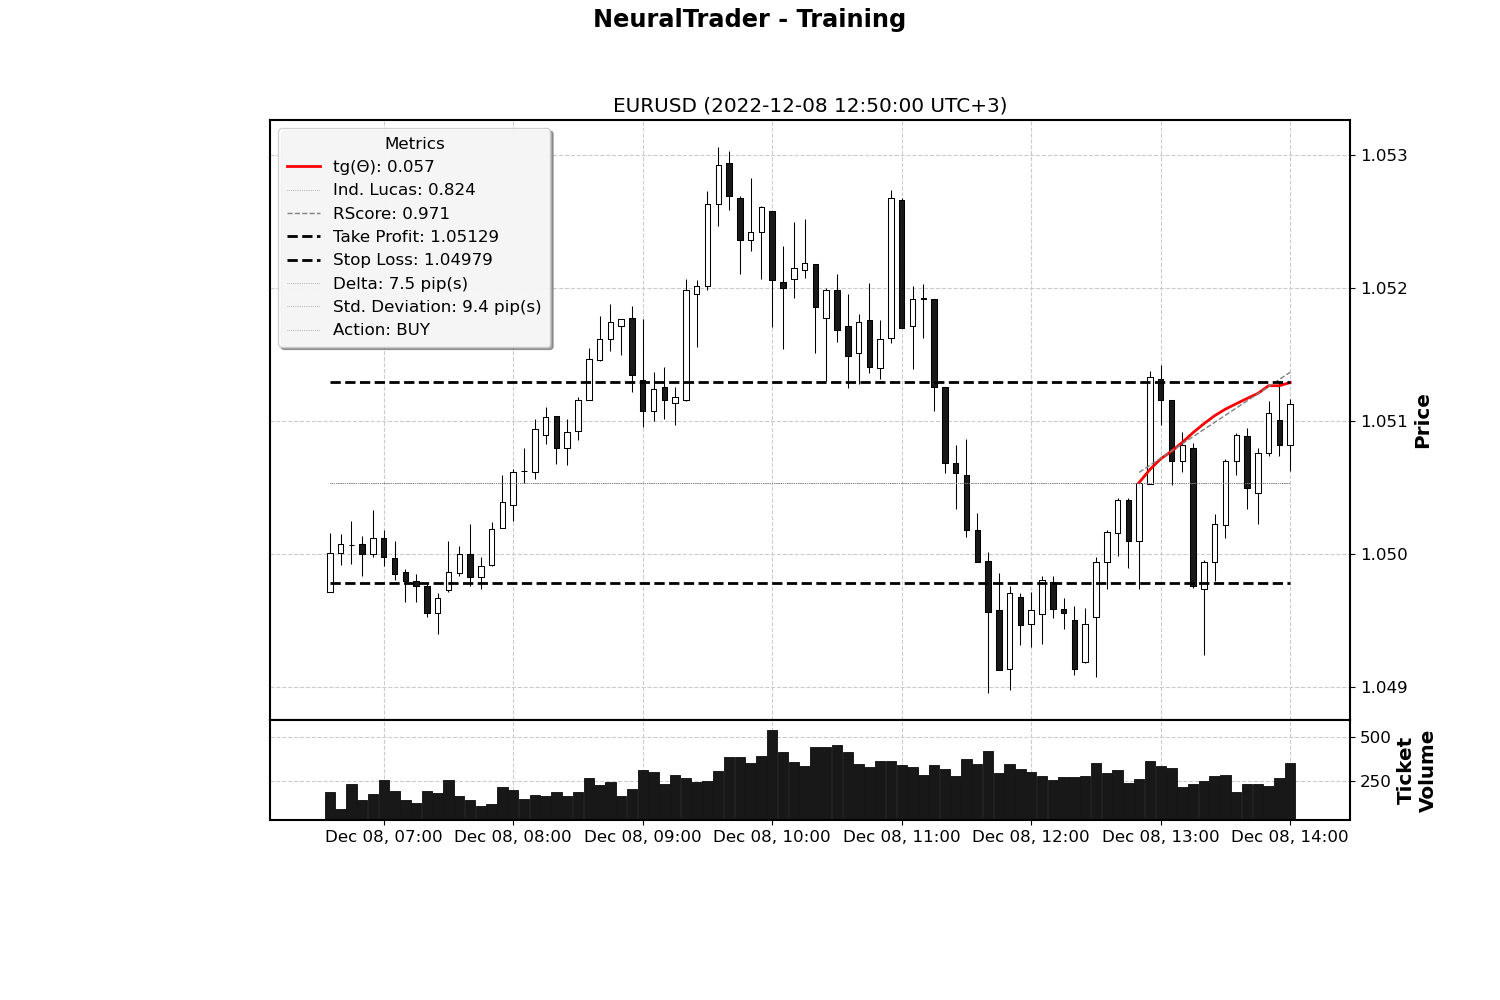 NeuralTrader - Training
EURUSD (2022-12-08 12:50:00 UTC+3)
Metrics
tg(Θ): 0.057
Ind. Lucas: 0.824
RScore: 0.971
Take Profit: 1.05129
Stop Loss: 1.04979
Delta: 7.5 pip(s)
Std. Deviation: 9.4 pip(s)
Action: BUY
1.053
1.052
1.051
1.050
1.049
Price
500
250
Ticket
Volume
Dec 08, 07:00 Dec 08, 08:00 Dec 08, 09:00 Dec 08, 10:00 Dec 08, 11:00 Dec 08, 12:00 Dec 08, 13:00 Dec 08, 14:00